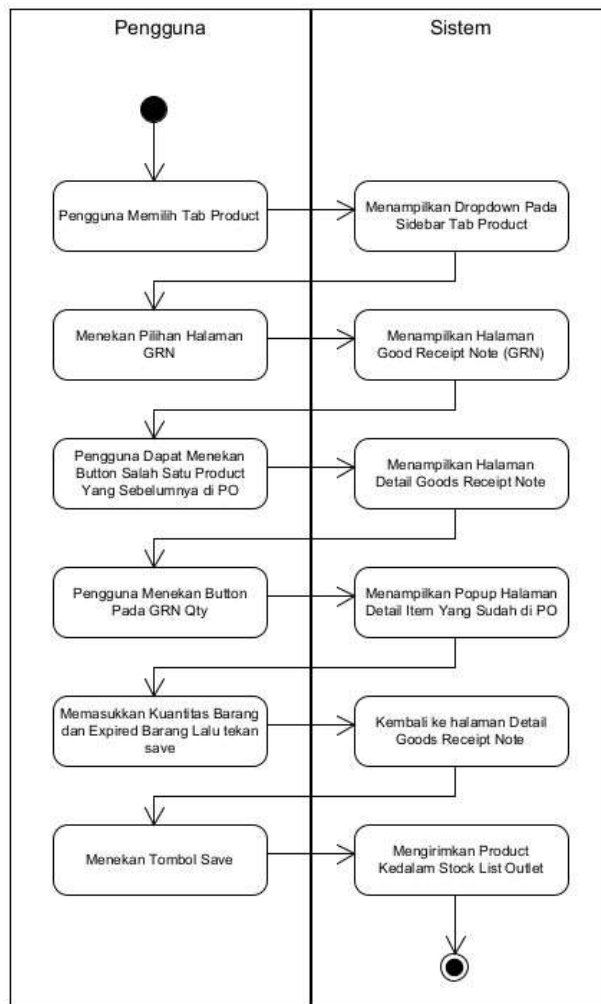 Pengguna
Sistem
Pengguna Memilih Tab Product
Menampilkan Dropdown Pada
Sidebar Tab Product
Menekan Pilihan Halaman
GRN
Menampilkan Halaman
Good Receipt Note (GRN)
Pengguna Dapat Menekan
Button Salah Satu Product
Yang Sebelumnya di PO
Menampilkan Halaman
Detail Goods Receipt Note
Pengguna Menekan Button
Pada GRN Qty
Menampilkan Popup Halaman
Detail Item Yang Sudah di PO
Memasukkan Kuantitas Barang
dan Expired Barang Lalu tekan
save
Kembali ke halaman Detail
Goods Receipt Note
Menekan Tombol Save
Mengirimkan Product
Kedalam Stock List Outlet